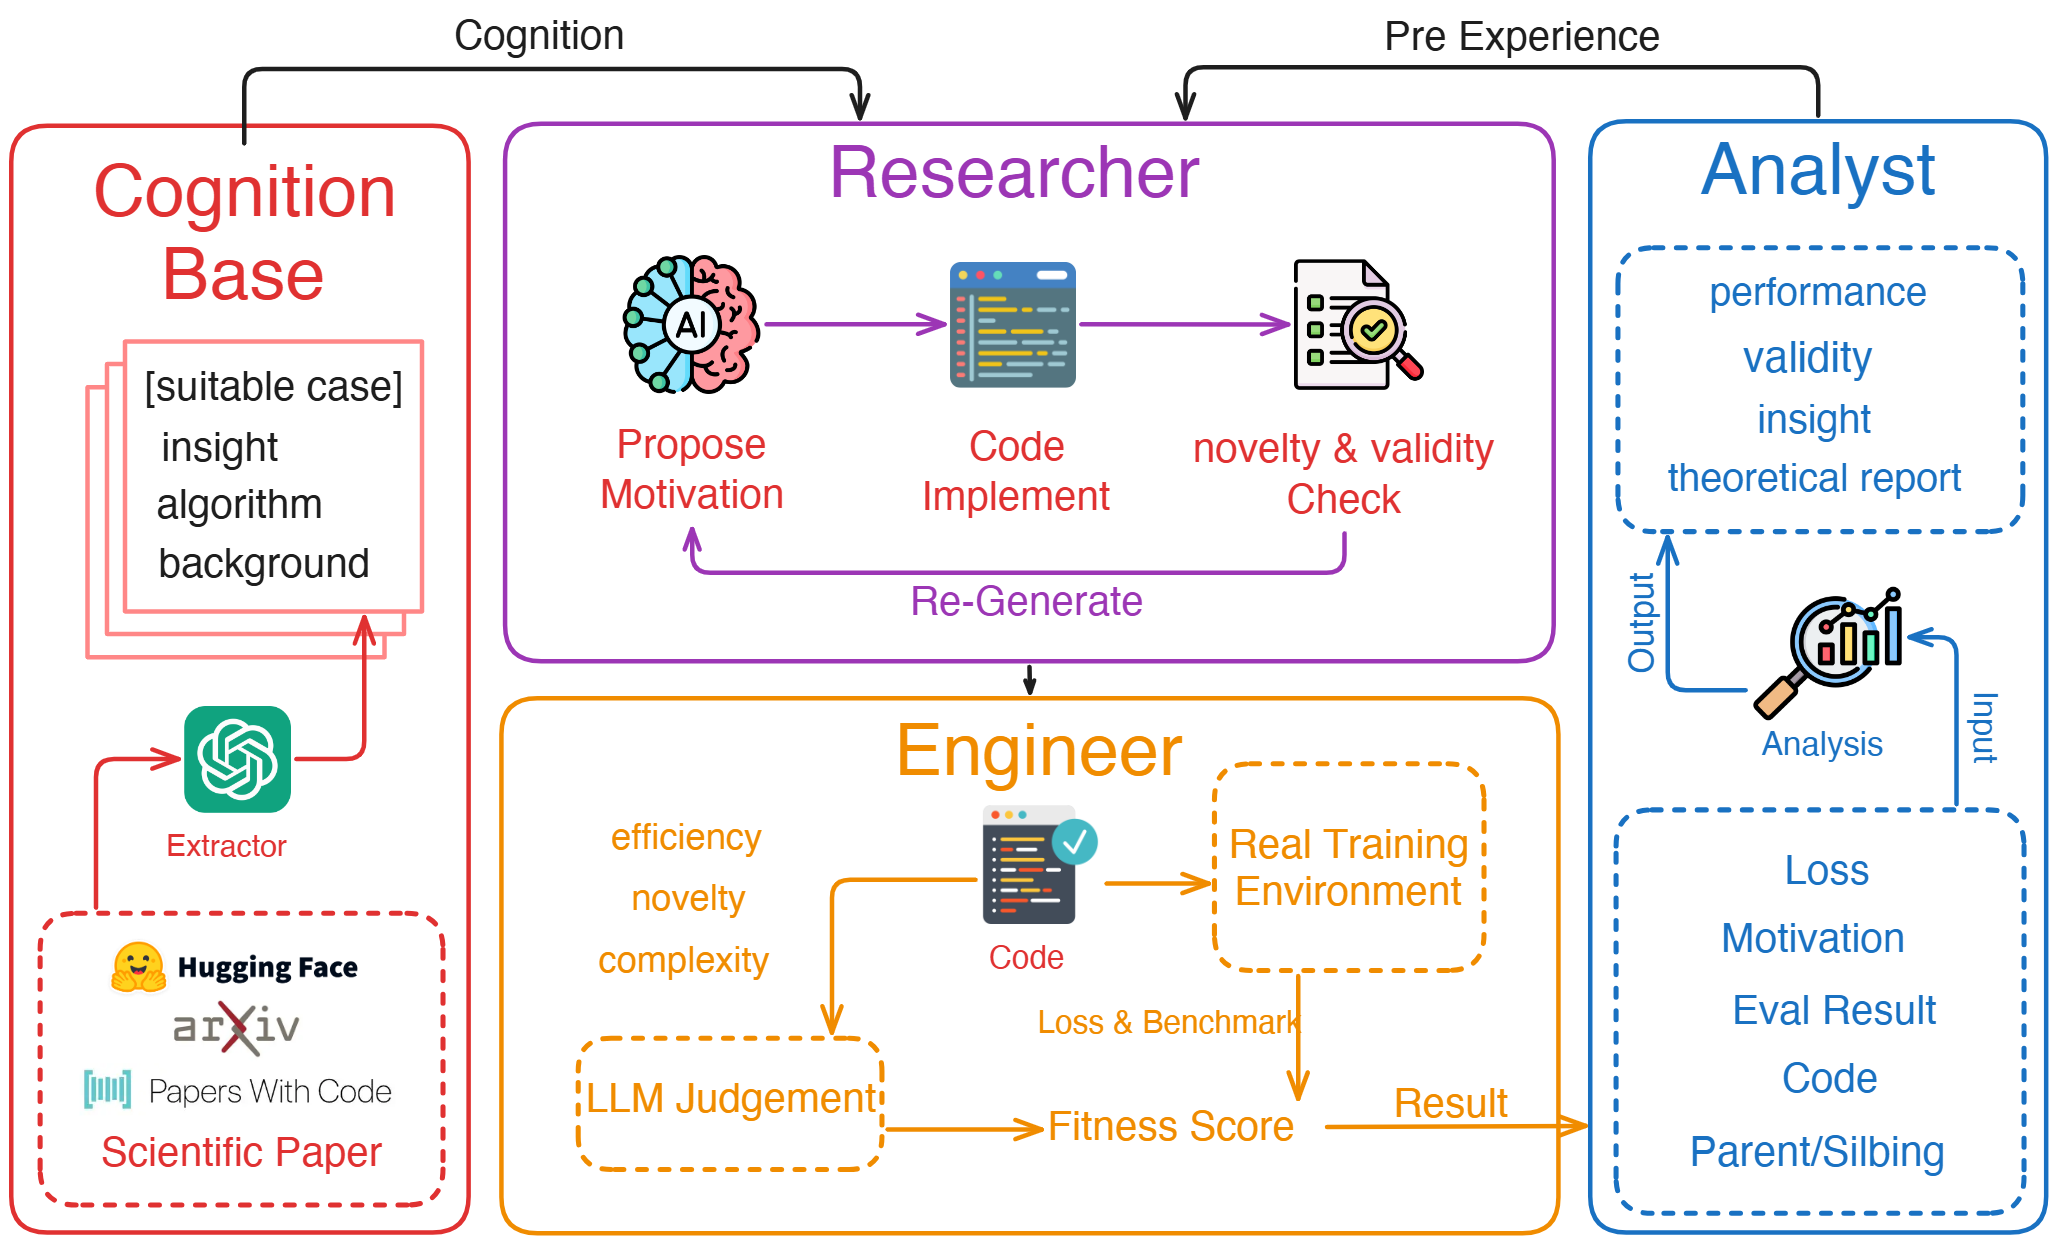 Cognition
Pre Experience
Cognition
Base
[suitable case]
insight
algorithm
background
Extractor
Hugging Face
arXiv
Papers With Code
Scientific Paper
Researcher
AI
Propose
Motivation
Code
Implement
novelty & validity
Check
Re-Generate
Engineer
efficiency
novelty
complexity
Code
Real Training
Environment
Loss & Benchmark
LLM Judgement
Fitness Score
Result
Analyst
performance
validity
insight
theoretical report
Output
Analysis
Input
Loss
Motivation
Eval Result
Code
Parent/Silbing